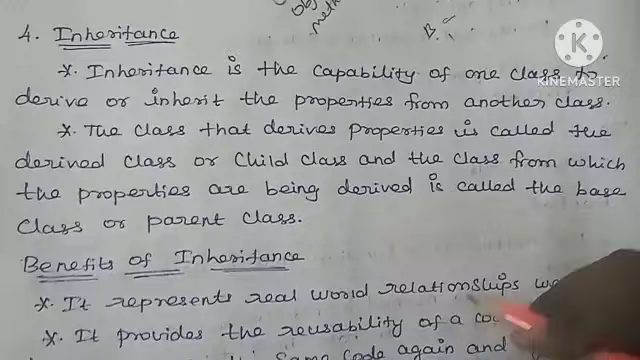 Obj
meth
B.
4. Inheritance
*. Inheritance is the capability of one class to
derive or inherit the properties from another class.
*. The class that derives properties is called the
derived class or child class and the class from which
the properties are being derived is called the base
class or parent class.
Benefits of Inheritance
*. It represents real world relationships
*. It provides the reusability of a
Same code again and
K
KINEMASTER